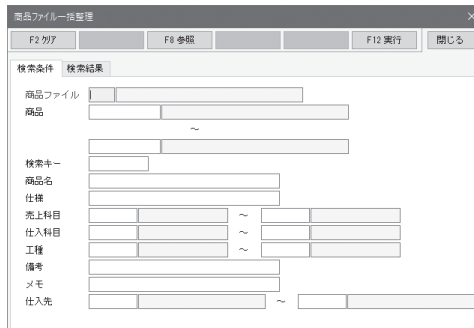 商品ファイル一括整理
F2 ｸﾘｱ F8 参照 F12 実行 閉じる
検索条件 検索結果
商品ファイル
商品
～
検索キー
商品名
仕様
売上科目 ～
仕入科目 ～
工種 ～
備考
メモ
仕入先 ～